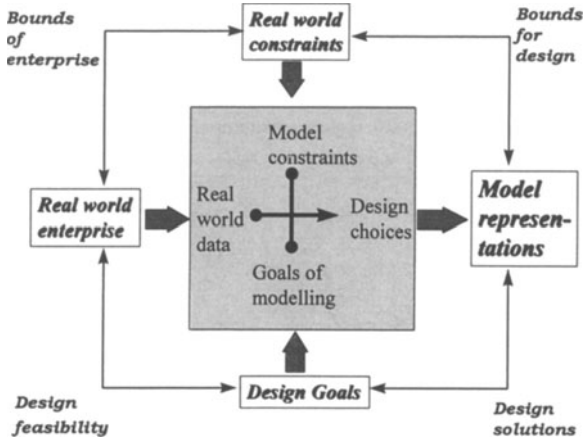 Bounds
of
enterprise
Real world
constraints
Bounds
for
design
Model
constraints
Real world
enterprise
Real
world
data
Design
choices
Model
represen-
tations
Goals of
modelling
Design
feasibility
Design Goals
Design
solutions